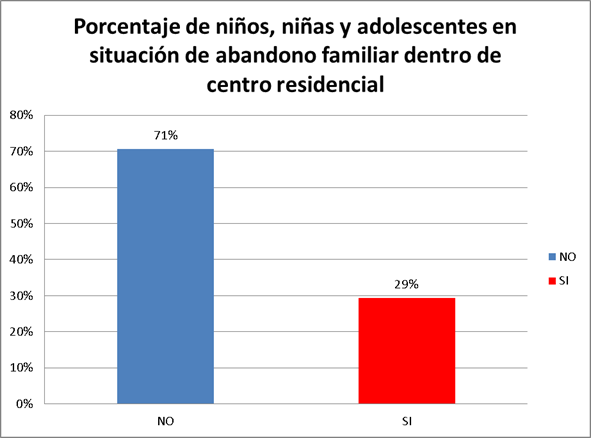 Porcentaje de niños, niñas y adolescentes en
situación de abandono familiar dentro de
centro residencial
80%
70%
60%
50%
40%
30%
20%
10%
0%
71%
29%
NO
SI
NO
SI